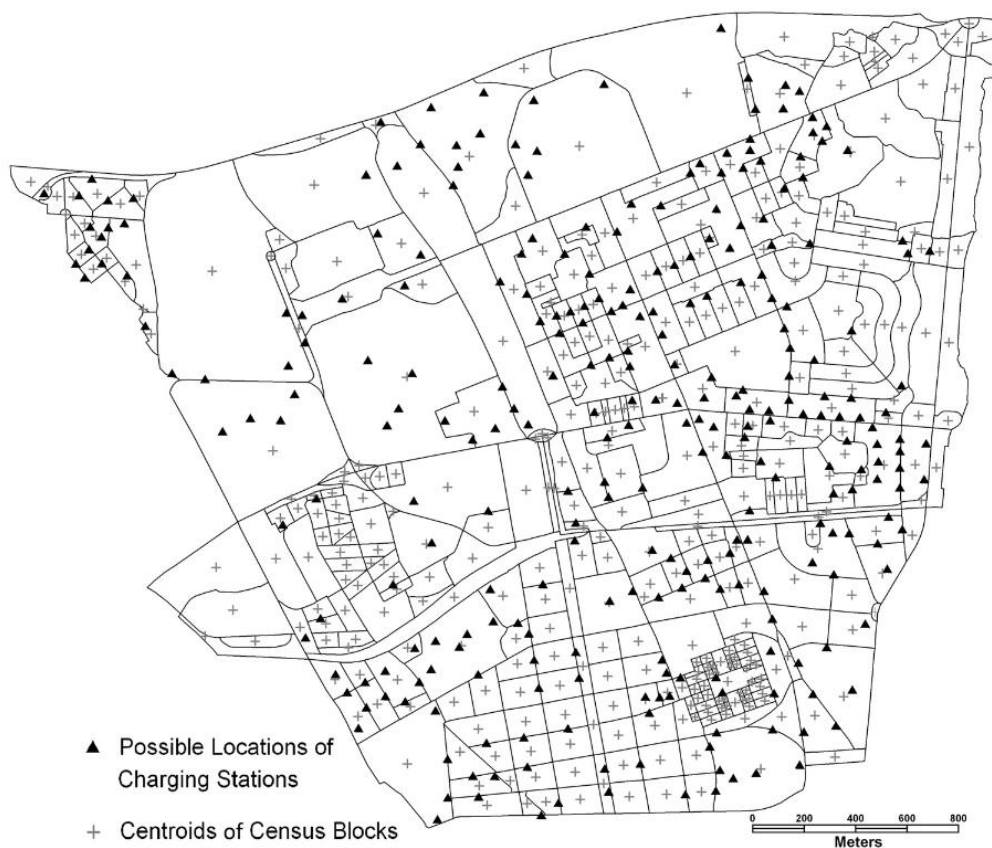 Possible Locations of
Charging Stations
Centroids of Census Blocks
0 200 400 600 800
Meters